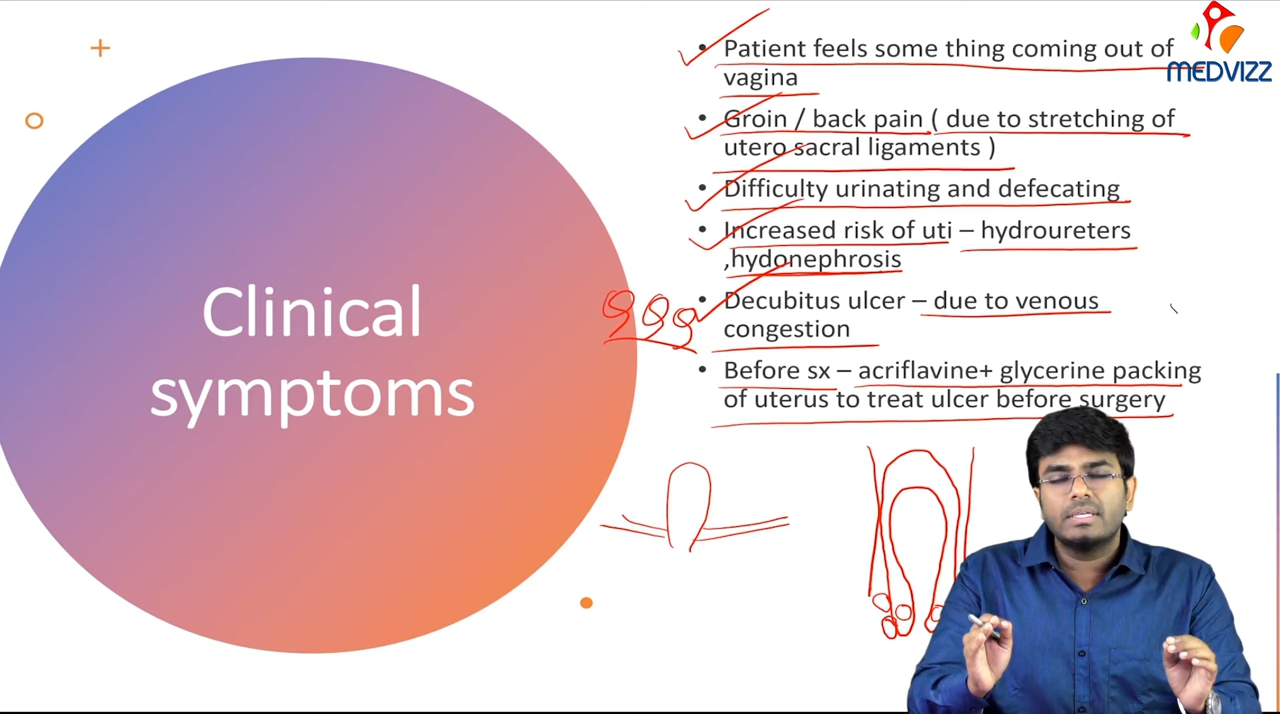 MEDVIZZ
Clinical
symptoms
• Patient feels some thing coming out of
vagina
• Groin / back pain ( due to stretching of
utero sacral ligaments )
• Difficulty urinating and defecating
• Increased risk of uti – hydroureters
,hydonephrosis
• Decubitus ulcer – due to venous
congestion
• Before sx – acriflavine+ glycerine packing
of uterus to treat ulcer before surgery